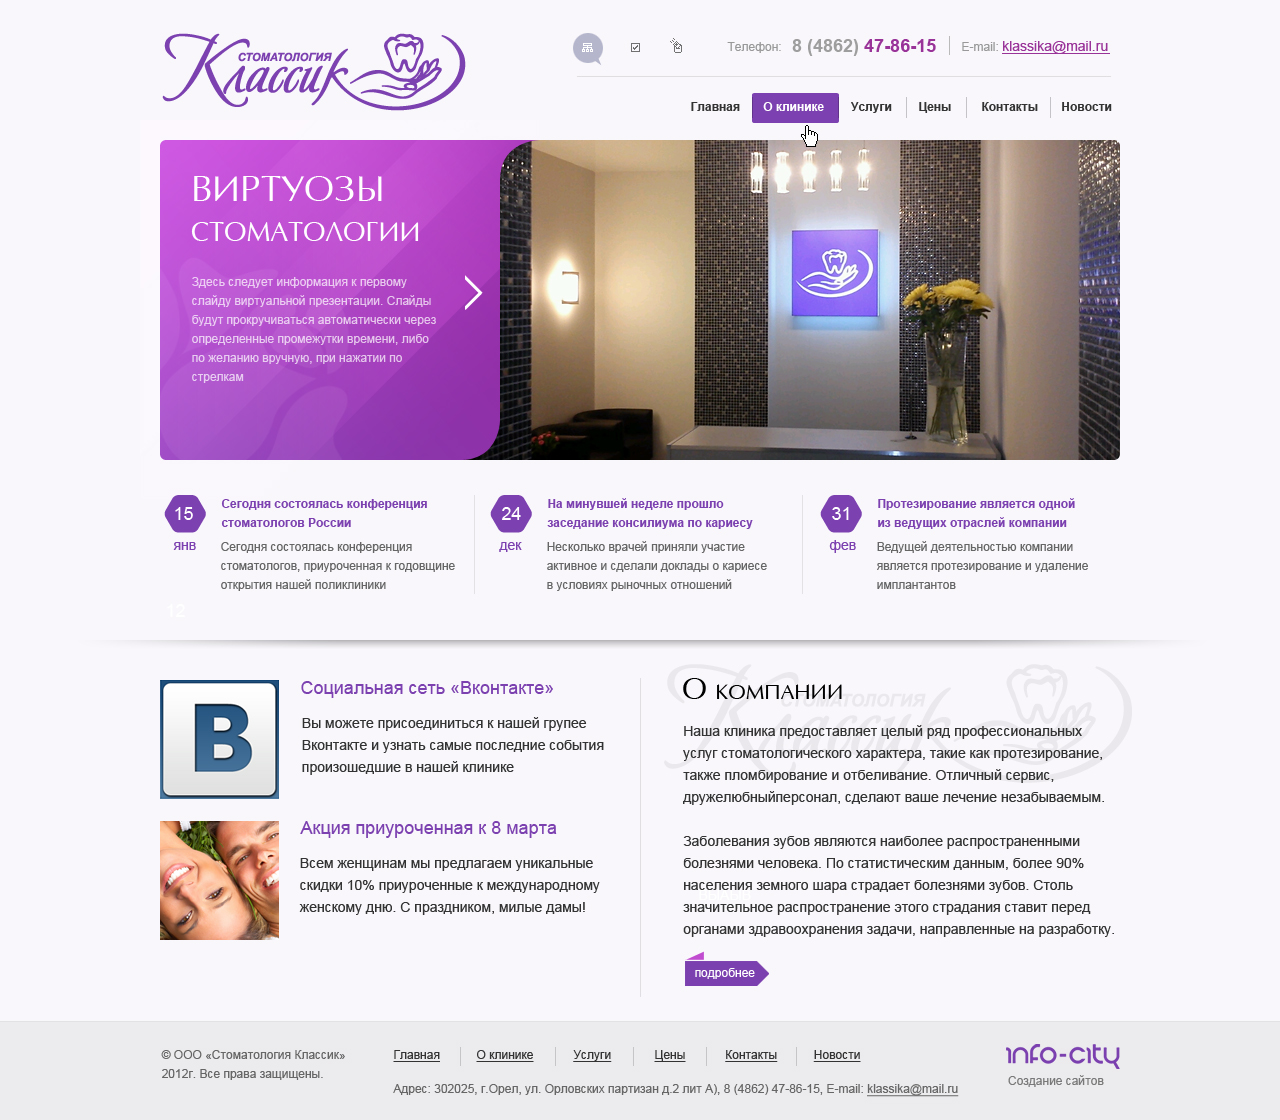 СТОМАТОЛОГИЯ
Классик
Телефон: 8 (4862) 47-86-15
E-mail: klassika@mail.ru
Главная О клинике Услуги Цены Контакты Новости
ВИРТУОЗЫ
СТОМАТОЛОГИИ
Здесь следует информация к первому
слайду виртуальной презентации. Слайды
будут прокручиваться автоматически через
определенные промежутки времени, либо
по желанию вручную, при нажатии по
стрелкам
15
янв
Сегодня состоялась конференция
стоматологов России
Сегодня состоялась конференция
стоматологов, приуроченная к годовщине
открытия нашей поликлиники
12
24
дек
На минувшей неделе прошло
заседание консилиума по кариесу
Несколько врачей приняли участие
активное и сделали доклады о кариесе
в условиях рыночных отношений
31
фев
Протезирование является одной
из ведущих отраслей компании
Ведущей деятельностью компании
является протезирование и удаление
имплантантов
В
Социальная сеть «Вконтакте»
Вы можете присоединиться к нашей групее
Вконтакте и узнать самые последние события
произошедшие в нашей клинике
Акция приуроченная к 8 марта
Всем женщинам мы предлагаем уникальные
скидки 10% приуроченные к международному
женскому дню. С праздником, милые дамы!
СТОМАТОЛОГИЯ
Классик
О компании
Наша клиника предоставляет целый ряд профессиональных
услуг стоматологического характера, такие как протезирование,
также пломбирование и отбеливание. Отличный сервис,
дружелюбныйперсонал, сделают ваше лечение незабываемым.
Заболевания зубов являются наиболее распространенными
болезнями человека. По статистическим данным, более 90%
населения земного шара страдает болезнями зубов. Столь
значительное распространение этого страдания ставит перед
органами здравоохранения задачи, направленные на разработку.
подробнее
© ООО «Стоматология Классик»
2012г. Все права защищены.
Главная О клинике Услуги Цены Контакты Новости
Адрес: 302025, г.Орел, ул. Орловских партизан д.2 лит А), 8 (4862) 47-86-15, E-mail: klassika@mail.ru
info-city
Создание сайтов